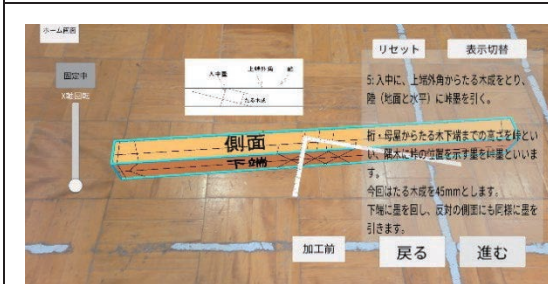 ホーム画面
リセット
表示切替
固定中
X軸回転
入中墨
上端外角
峠
たる木成
5:入中に、上端外角からたる木成をとり、
陸（地面と水平）に峠墨を引く。
桁・母屋からたる木下端までの高さを峠とい
い、隅木に峠の位置を示す墨を峠墨といいま
す。
今回はたる木成を45mmとします。
下端に墨を回し、反対の側面にも同様に墨を
引きます。
側面
下端
加工前
戻る
進む